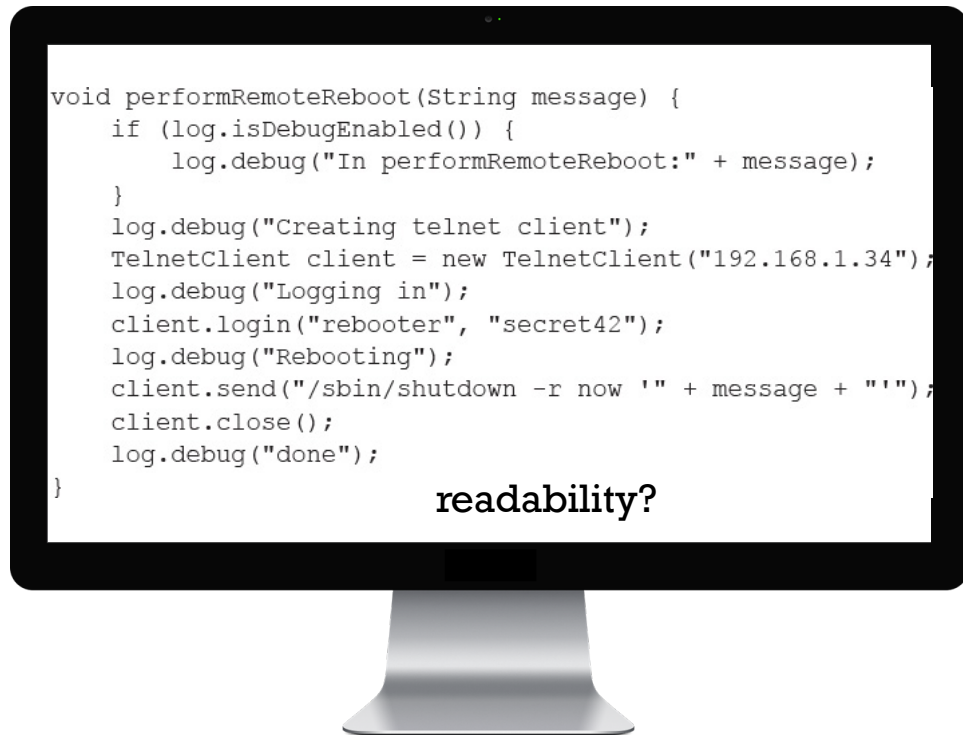 void performRemoteReboot(String message) {
    if (log.isDebugEnabled()) {
        log.debug("In performRemoteReboot:" + message);
    }
    log.debug("Creating telnet client");
    TelnetClient client = new TelnetClient("192.168.1.34");
    log.debug("Logging in");
    client.login("rebooter", "secret42");
    log.debug("Rebooting");
    client.send("/sbin/shutdown -r now '" + message + "'");
    client.close();
    log.debug("done");
}
readability?